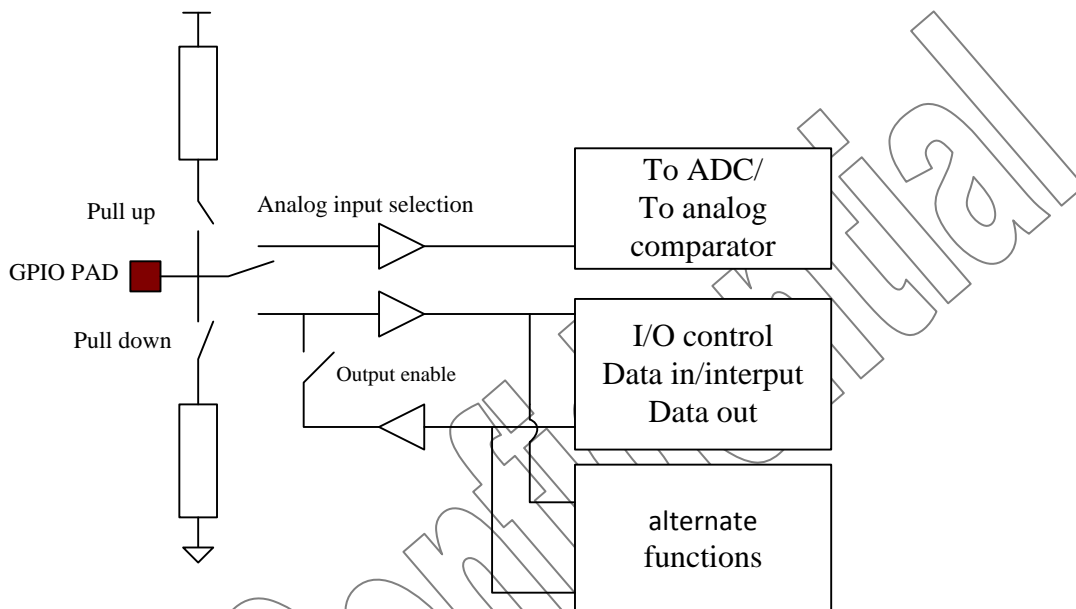 Pull up
Analog input selection
To ADC/
To analog
comparator
GPIO PAD
Pull down
Output enable
I/O control
Data in/interput
Data out
alternate
functions
Confidential